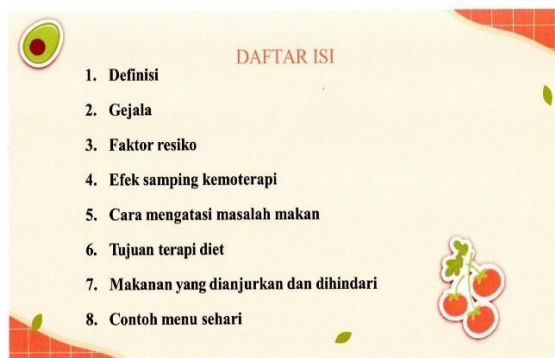 DAFTAR ISI
1. Definisi
2. Gejala
3. Faktor resiko
4. Efek samping kemoterapi
5. Cara mengatasi masalah makan
6. Tujuan terapi diet
7. Makanan yang dianjurkan dan dihindari
8. Contoh menu sehari